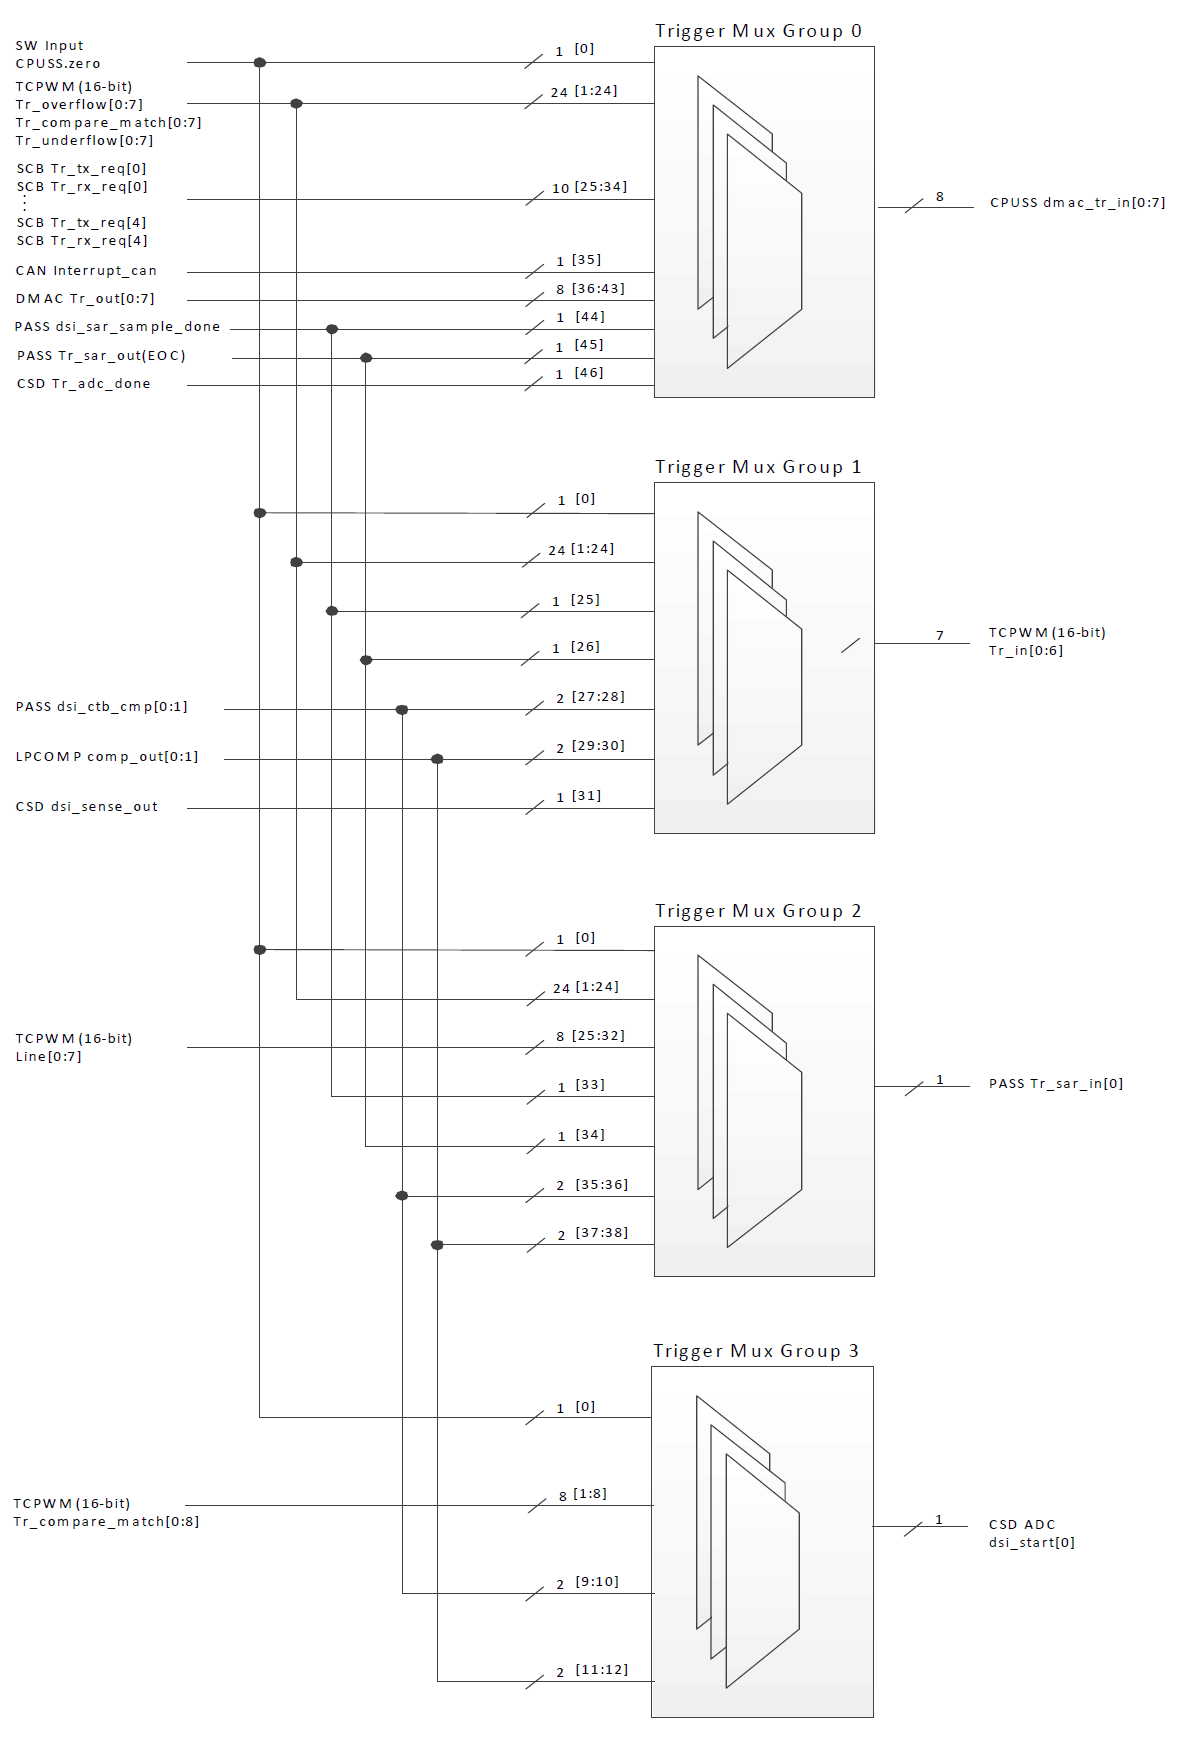 Trigger Mux Group 0
SW Input
CPUSS.zero
1 [0]
TCPWM (16-bit)
Tr_overflow[0:7]
Tr_compare_match[0:7]
Tr_underflow[0:7]
24 [1:24]
SCB Tr_tx_req[0]
SCB Tr_rx_req[0]
⋮
SCB Tr_tx_req[4]
SCB Tr_rx_req[4]
10 [25:34]
8
CPUSS dmac_tr_in[0:7]
CAN Interrupt_can
1 [35]
DMAC Tr_out[0:7]
8 [36:43]
PASS dsi_sar_sample_done
1 [44]
PASS Tr_sar_out(EOC)
1 [45]
CSD Tr_adc_done
1 [46]
Trigger Mux Group 1
1 [0]
24 [1:24]
1 [25]
1 [26]
7
TCPWM (16-bit)
Tr_in[0:6]
PASS dsi_ctb_cmp[0:1]
2 [27:28]
LPCOMP comp_out[0:1]
2 [29:30]
CSD dsi_sense_out
1 [31]
Trigger Mux Group 2
1 [0]
24 [1:24]
TCPWM (16-bit)
Line[0:7]
8 [25:32]
1 [33]
1
PASS Tr_sar_in[0]
1 [34]
2 [35:36]
2 [37:38]
Trigger Mux Group 3
1 [0]
TCPWM (16-bit)
Tr_compare_match[0:8]
8 [1:8]
1
CSD ADC
dsi_start[0]
2 [9:10]
2 [11:12]